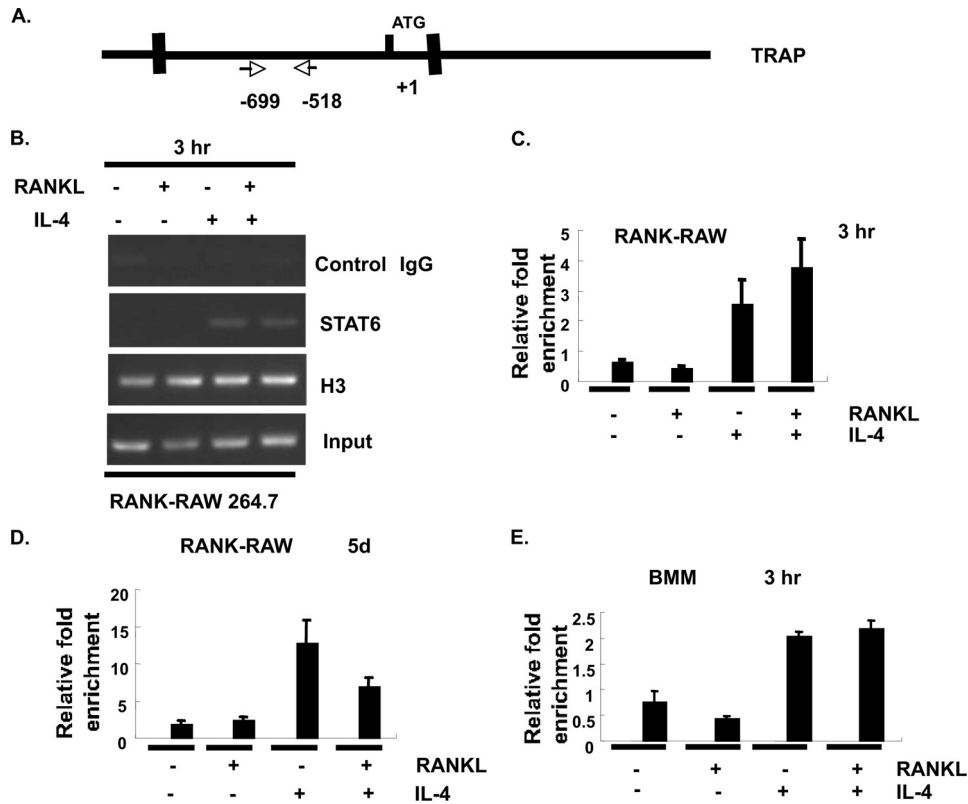 A.
ATG
TRAP
-699 -518 +1
B.
3 hr
RANKL - + - +
IL-4 - - + +
Control IgG
STAT6
H3
Input
RANK-RAW 264.7
C.
RANK-RAW 3 hr
Relative fold
enrichment
5
4
3
2
1
0
- + - + RANKL
- - + + IL-4
D.
RANK-RAW 5d
Relative fold
enrichment
20
15
10
5
0
- + - + RANKL
- - + + IL-4
E.
BMM 3 hr
Relative fold
enrichment
2.5
2
1
0.5
0
- + - + RANKL
- - + + IL-4